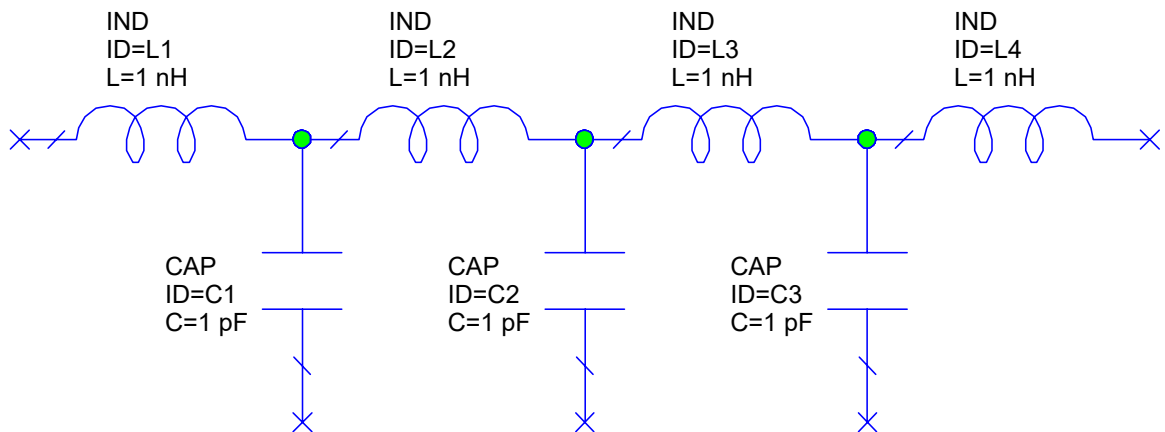 IND
ID=L1
L=1 nH
IND
ID=L2
L=1 nH
IND
ID=L3
L=1 nH
IND
ID=L4
L=1 nH
CAP
ID=C1
C=1 pF
CAP
ID=C2
C=1 pF
CAP
ID=C3
C=1 pF